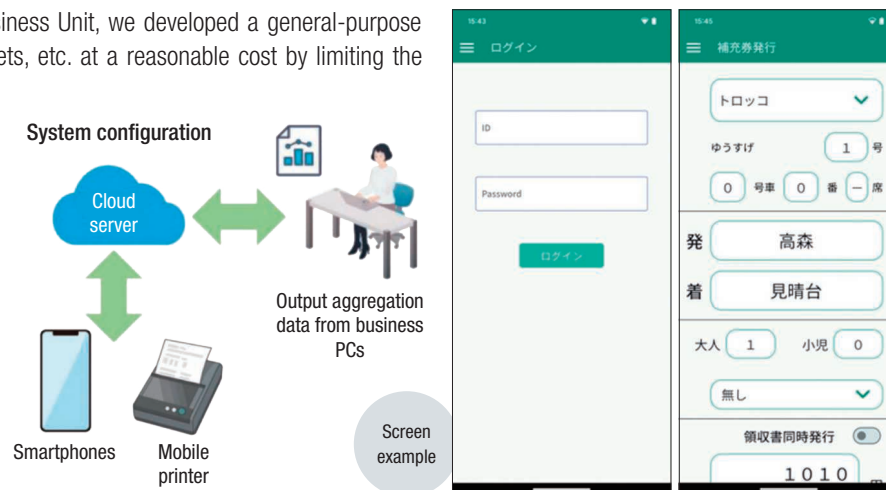 siness Unit, we developed a general-purpose
ets, etc. at a reasonable cost by limiting the
System configuration
Cloud
server
Output aggregation
data from business
PCs
Smartphones
Mobile
printer
Screen
example
15:43
ログイン
ID
Password
ログイン
15:45
補充券発行
トロッコ
ゆうすげ 1 号
0 号車 0 番 － 席
発 高森
着 見晴台
大人 1 小児 0
無し
領収書同時発行
1010